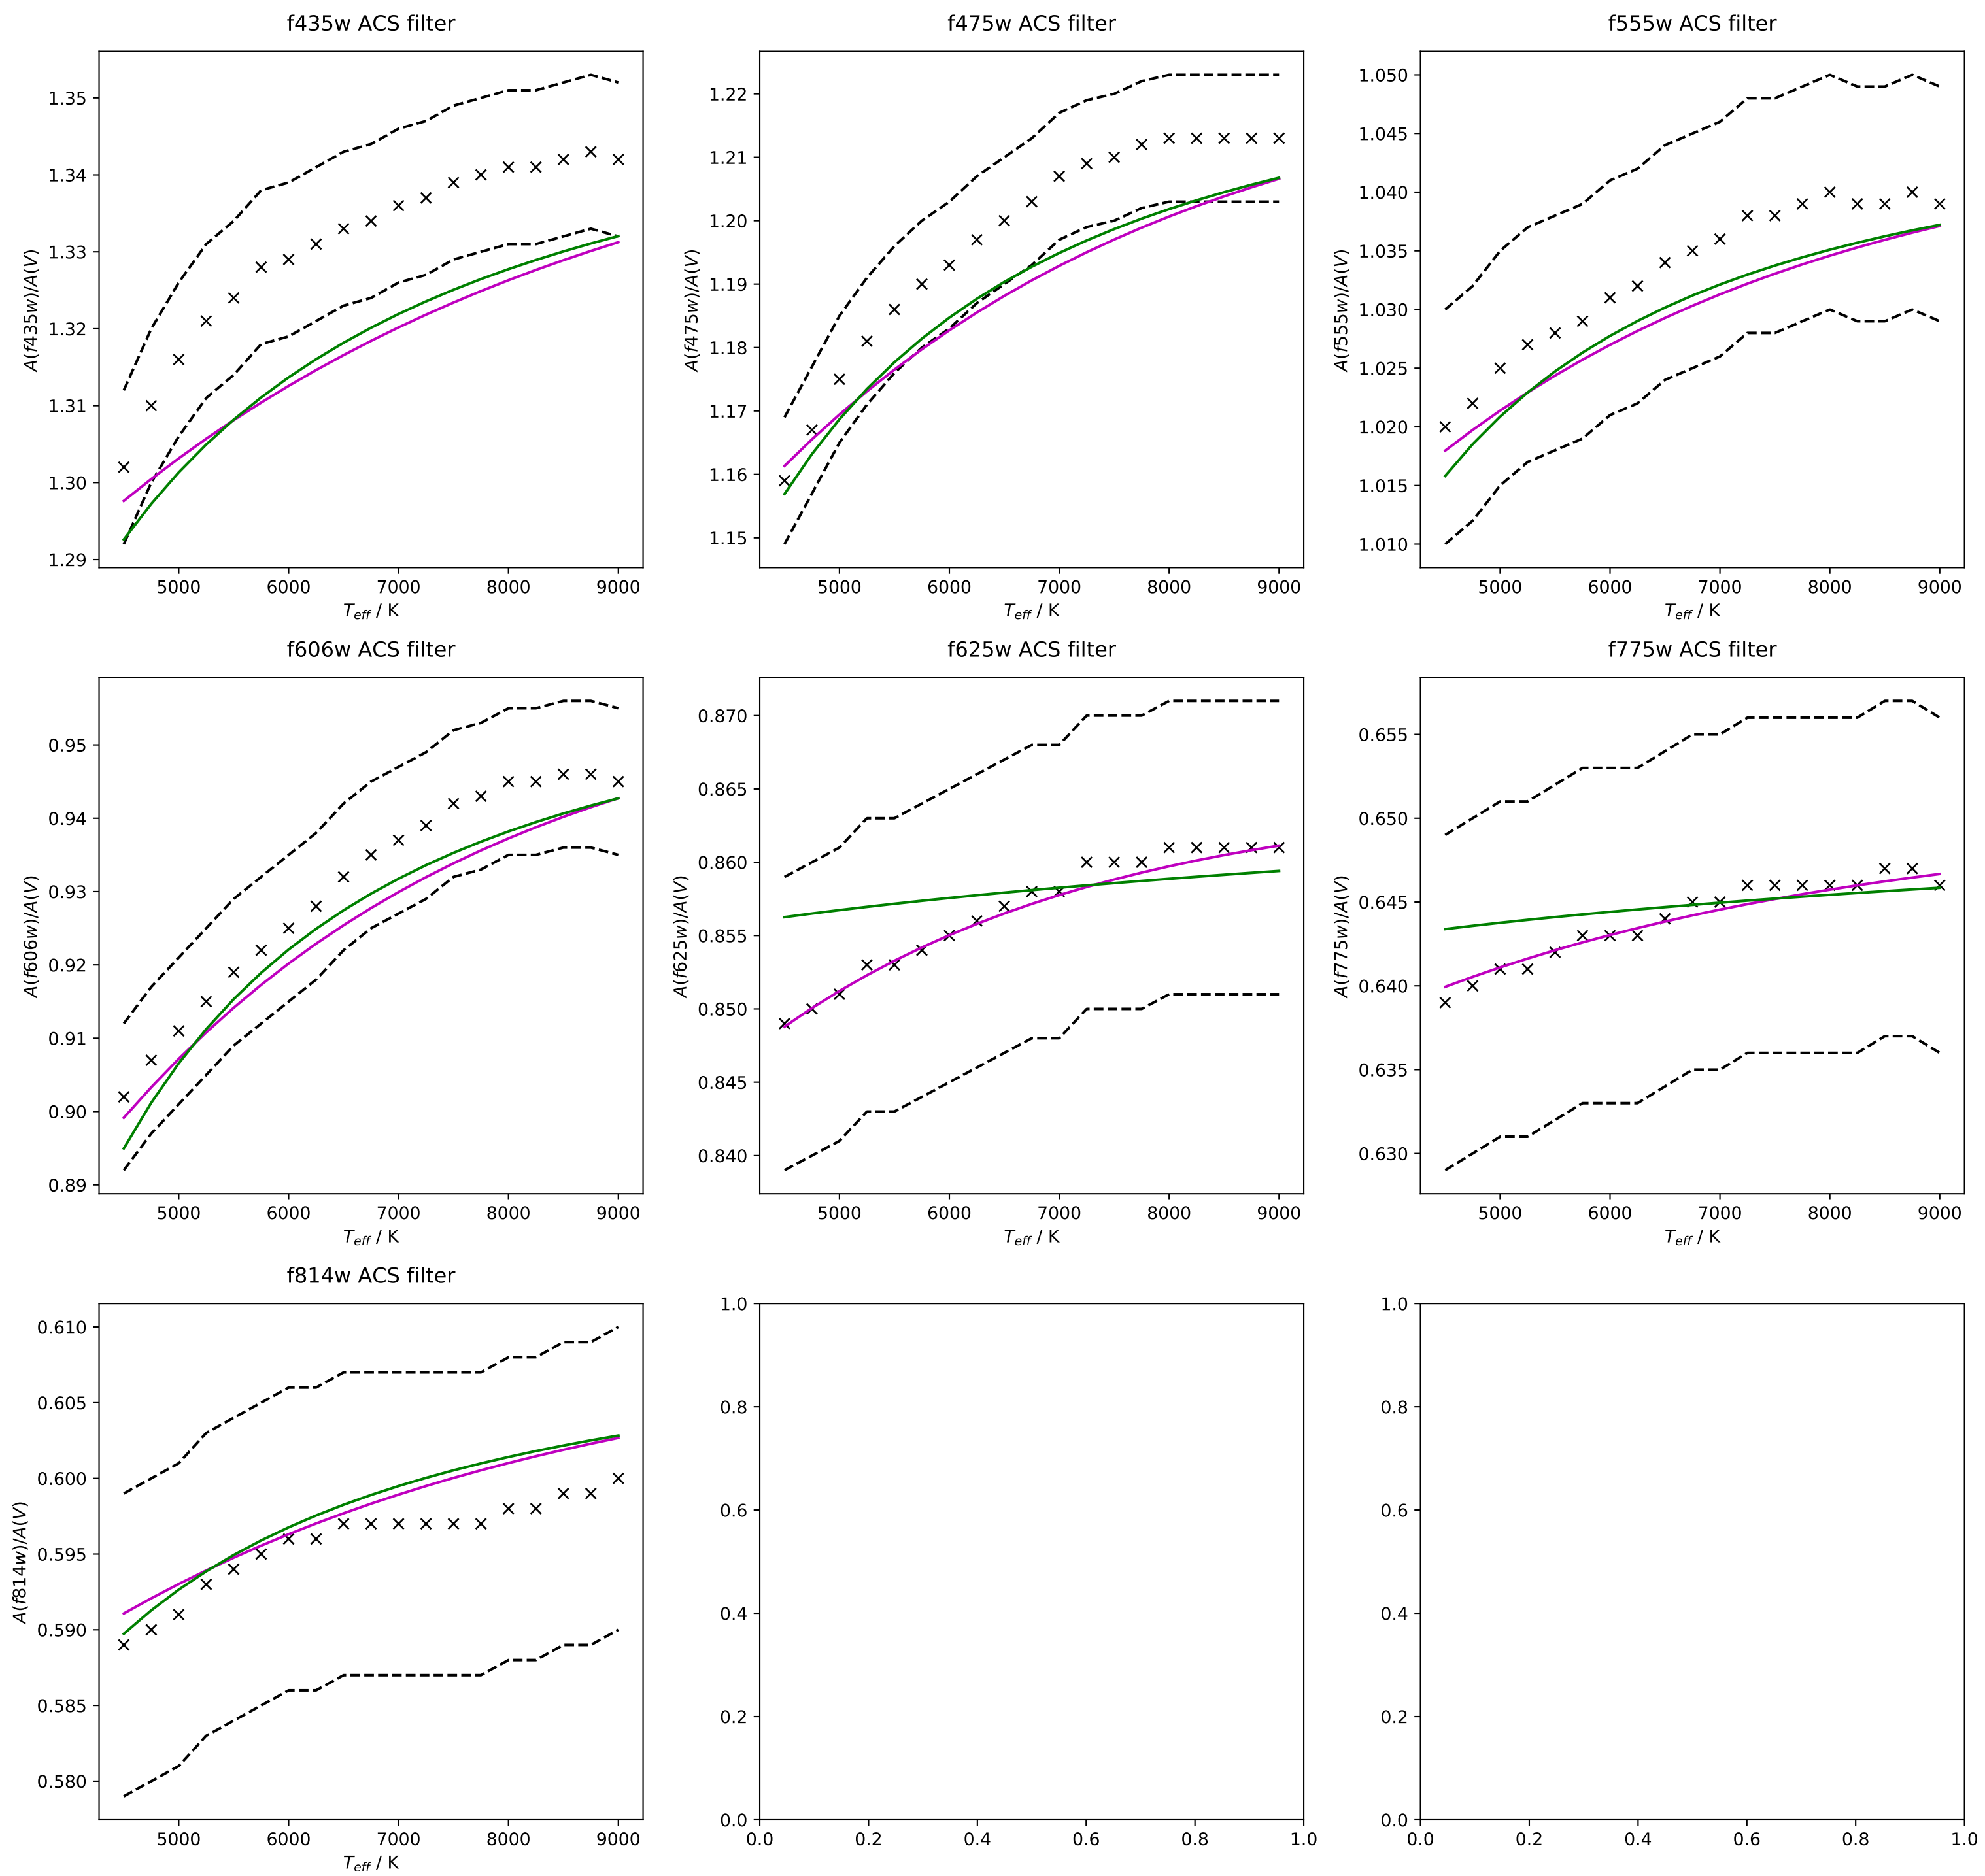 f435w ACS filter
f475w ACS filter
f555w ACS filter
1.35
1.34
1.33
1.32
1.31
1.30
1.29
A(f435w)/A(V)
5000 6000 7000 8000 9000
T_eff / K
1.22
1.21
1.20
1.19
1.18
1.17
1.16
1.15
A(f475w)/A(V)
5000 6000 7000 8000 9000
T_eff / K
1.050
1.045
1.040
1.035
1.030
1.025
1.020
1.015
1.010
A(f555w)/A(V)
5000 6000 7000 8000 9000
T_eff / K
f606w ACS filter
f625w ACS filter
f775w ACS filter
0.95
0.94
0.93
0.92
0.91
0.90
0.89
A(f606w)/A(V)
5000 6000 7000 8000 9000
T_eff / K
0.870
0.865
0.860
0.855
0.850
0.845
0.840
A(f625w)/A(V)
5000 6000 7000 8000 9000
T_eff / K
0.655
0.650
0.645
0.640
0.635
0.630
A(f775w)/A(V)
5000 6000 7000 8000 9000
T_eff / K
f814w ACS filter
0.610
0.605
0.600
0.595
0.590
0.585
0.580
A(f814w)/A(V)
5000 6000 7000 8000 9000
T_eff / K
1.0
0.8
0.6
0.4
0.2
0.0
0.0 0.2 0.4 0.6 0.8 1.0
1.0
0.8
0.6
0.4
0.2
0.0
0.0 0.2 0.4 0.6 0.8 1.0